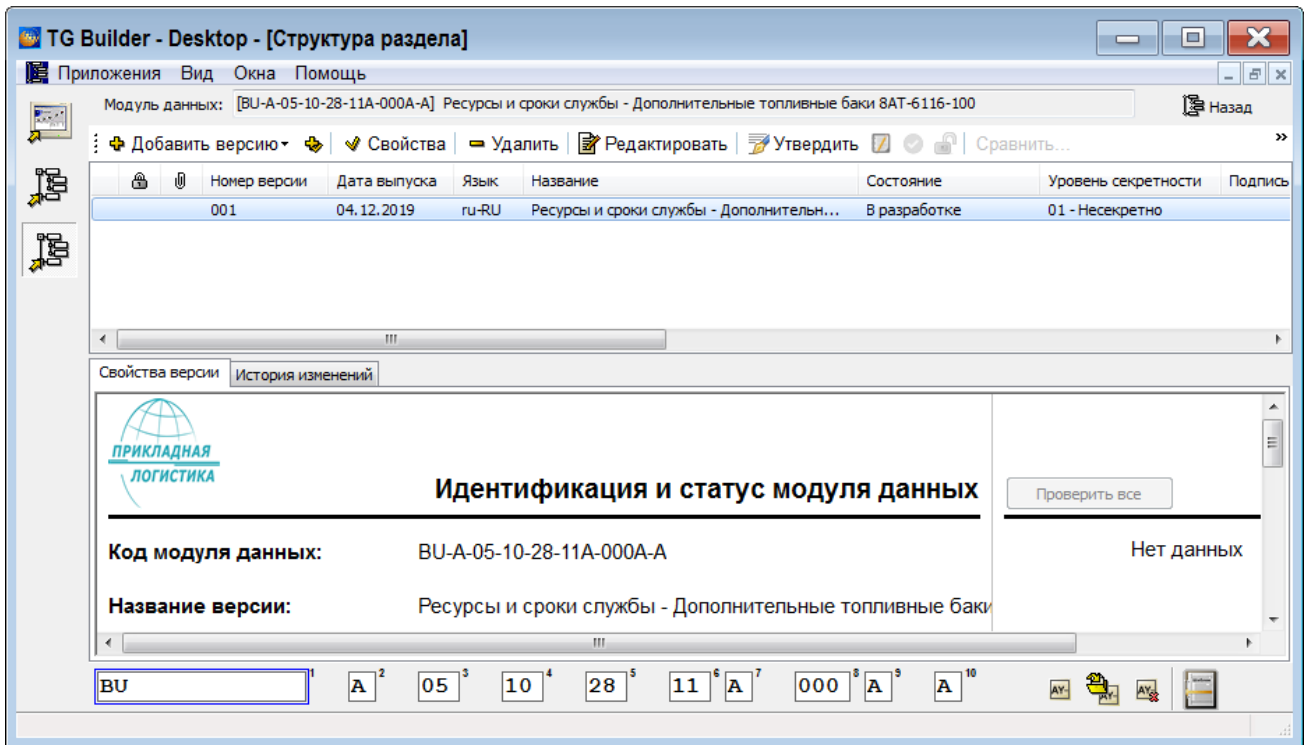 TG Builder - Desktop - [Структура раздела]
Приложения Вид Окна Помощь
Модуль данных: [BU-A-05-10-28-11A-000A-A] Ресурсы и сроки службы - Дополнительные топливные баки 8АТ-6116-100 Назад
Добавить версию Свойства Удалить Редактировать Утвердить Сравнить... »
Номер версии Дата выпуска Язык Название Состояние Уровень секретности Подпись
001 04.12.2019 ru-RU Ресурсы и сроки службы - Дополнительн... В разработке 01 - Несекретно
Свойства версии История изменений
ПРИКЛАДНАЯ
ЛОГИСТИКА
Идентификация и статус модуля данных Проверить все
Код модуля данных: BU-A-05-10-28-11A-000A-A Нет данных
Название версии: Ресурсы и сроки службы - Дополнительные топливные баки
BU 1 A 2 05 3 10 4 28 5 11 6 A 7 000 8 A 9 A 10 AY- AY- AY-